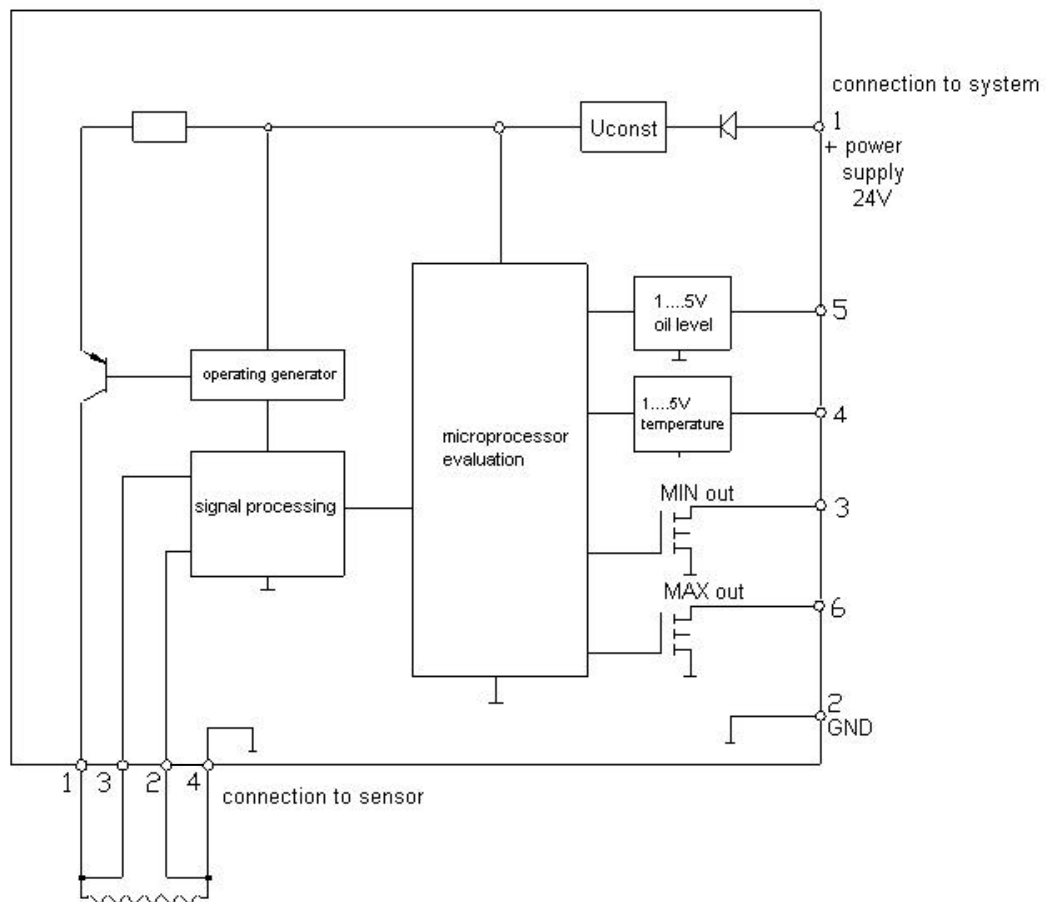 connection to system
1
+ power
supply
24V
Uconst
1....5V
oil level
5
operating generator
1....5V
temperature
4
microprocessor
evaluation
signal processing
MIN out
3
MAX out
6
2
GND
1 3 2 4
connection to sensor